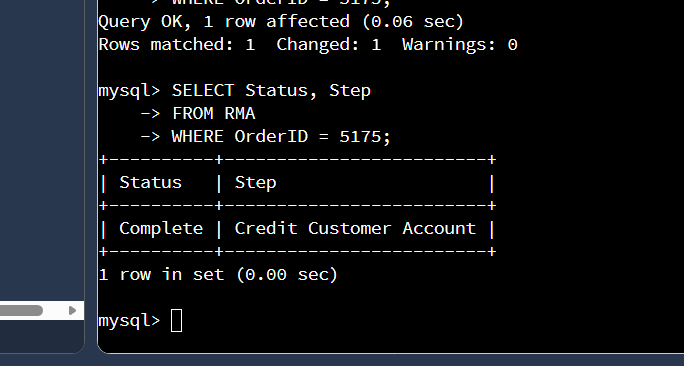 -> WHERE OrderID = 5175;
Query OK, 1 row affected (0.06 sec)
Rows matched: 1  Changed: 1  Warnings: 0
mysql> SELECT Status, Step
    -> FROM RMA
    -> WHERE OrderID = 5175;
+----------+-------------------------+
| Status   | Step                    |
+----------+-------------------------+
| Complete | Credit Customer Account |
+----------+-------------------------+
1 row in set (0.00 sec)
mysql>